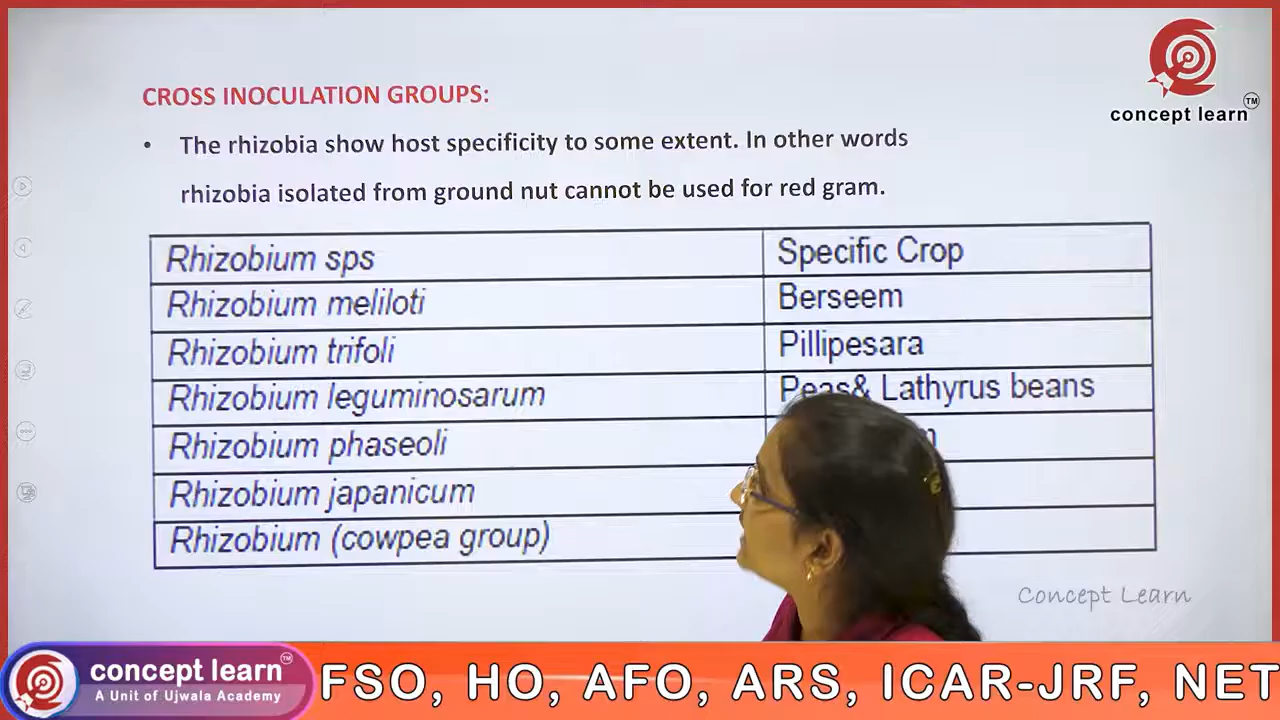 concept learn TM
CROSS INOCULATION GROUPS:
• The rhizobia show host specificity to some extent. In other words
rhizobia isolated from ground nut cannot be used for red gram.
Rhizobium sps Specific Crop
Rhizobium meliloti Berseem
Rhizobium trifoli Pillipesara
Rhizobium leguminosarum Peas& Lathyrus beans
Rhizobium phaseoli
Rhizobium japanicum
Rhizobium (cowpea group)
Concept Learn
concept learn TM
A Unit of Ujwala Academy
FSO, HO, AFO, ARS, ICAR-JRF, NET